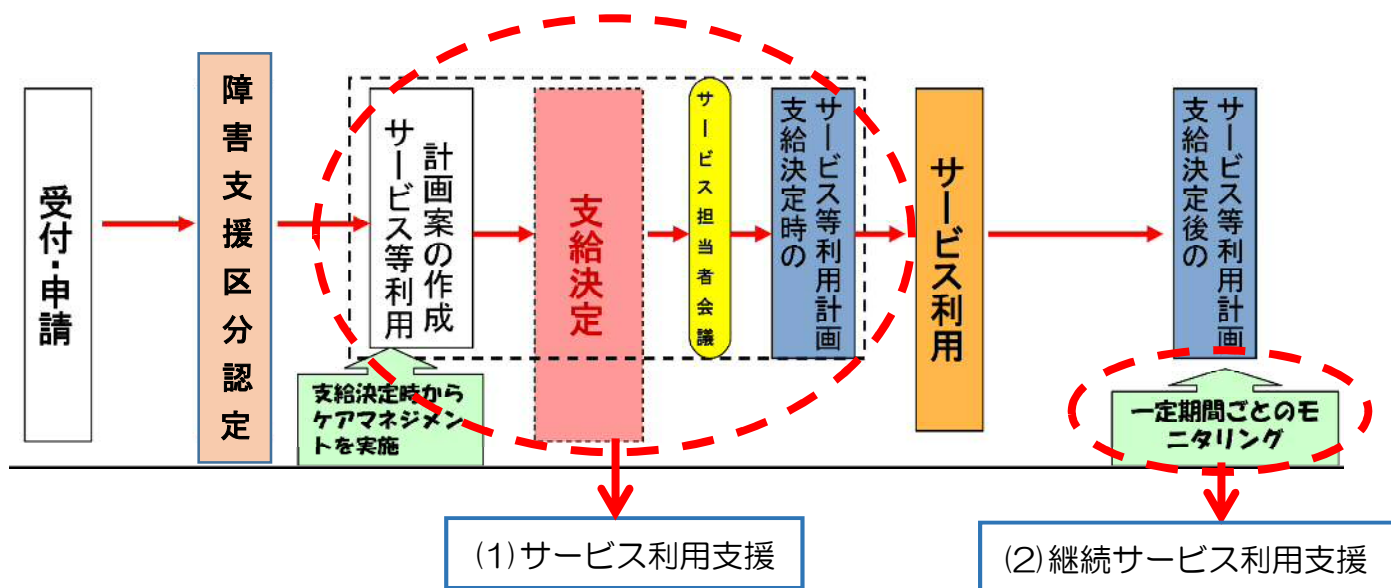 受付・申請
障害支援区分認定
サービス等利用
計画案の作成
支給決定時から
ケアマネジメン
トを実施
支給決定
サービス担当者会議
支給決定時の
サービス等利用計画
サービス利用
支給決定後の
サービス等利用計画
一定期間ごとのモ
ニタリング
(1)サービス利用支援
(2)継続サービス利用支援